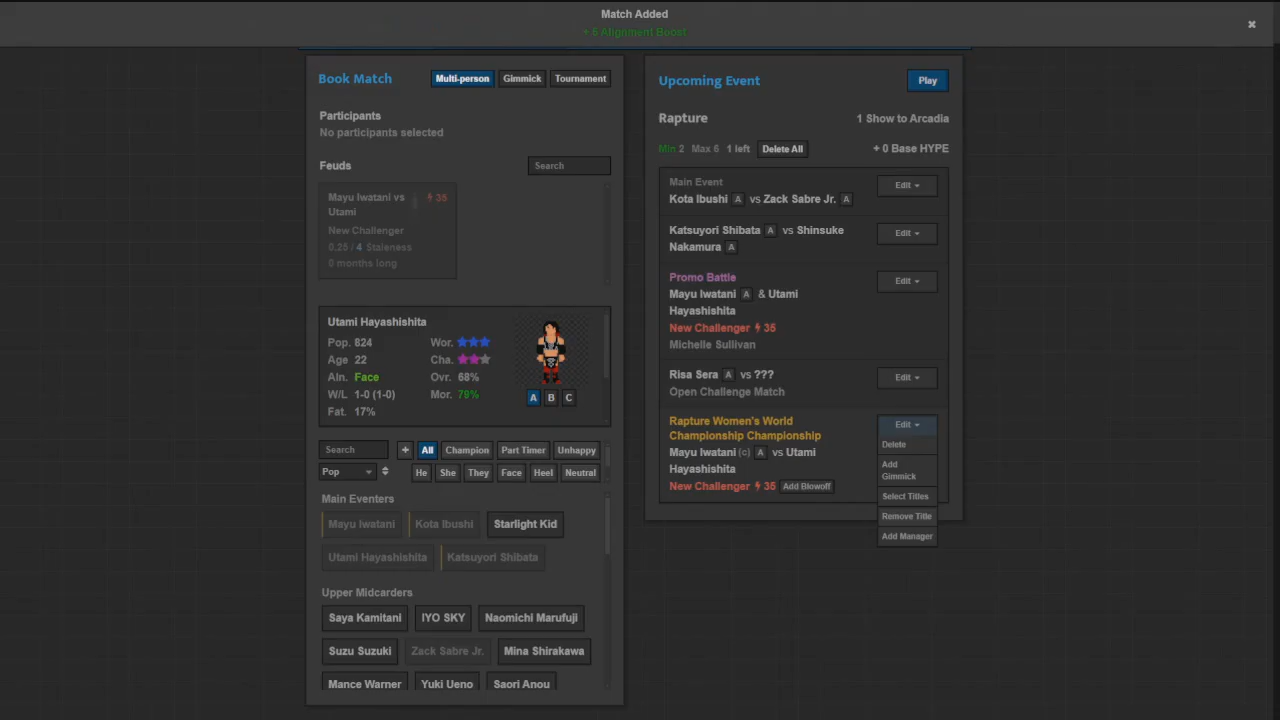 Match Added
+ 5 Alignment Boost
Book Match
Multi-person
Gimmick
Tournament
Participants
No participants selected
Feuds
Search
Mayu Iwatani vs
Utami
35
New Challenger
0.25 / 4 Staleness
0 months long
Utami Hayashishita
Pop. 824
Age 22
Aln. Face
W/L 1-0 (1-0)
Fat. 17%
Wor.
Cha.
Ovr. 68%
Mor. 79%
A B C
Search
+
All
Champion
Part Timer
Unhappy
Pop
He
She
They
Face
Heel
Neutral
Main Eventers
Mayu Iwatani
Kota Ibushi
Starlight Kid
Utami Hayashishita
Katsuyori Shibata
Upper Midcarders
Saya Kamitani
IYO SKY
Naomichi Marufuji
Suzu Suzuki
Zack Sabre Jr.
Mina Shirakawa
Mance Warner
Yuki Ueno
Saori Anou
Upcoming Event
Play
Rapture
1 Show to Arcadia
Min 2 Max 6 1 left
Delete All
+ 0 Base HYPE
Main Event
Kota Ibushi A vs Zack Sabre Jr. A
Edit
Katsuyori Shibata A vs Shinsuke
Nakamura A
Edit
Promo Battle
Mayu Iwatani A & Utami
Hayashishita
New Challenger 35
Michelle Sullivan
Edit
Risa Sera A vs ???
Open Challenge Match
Edit
Rapture Women's World
Championship Championship
Mayu Iwatani (c) A vs Utami
Hayashishita
New Challenger 35 Add Blowoff
Edit
Delete
Add
Gimmick
Select Titles
Remove Title
Add Manager